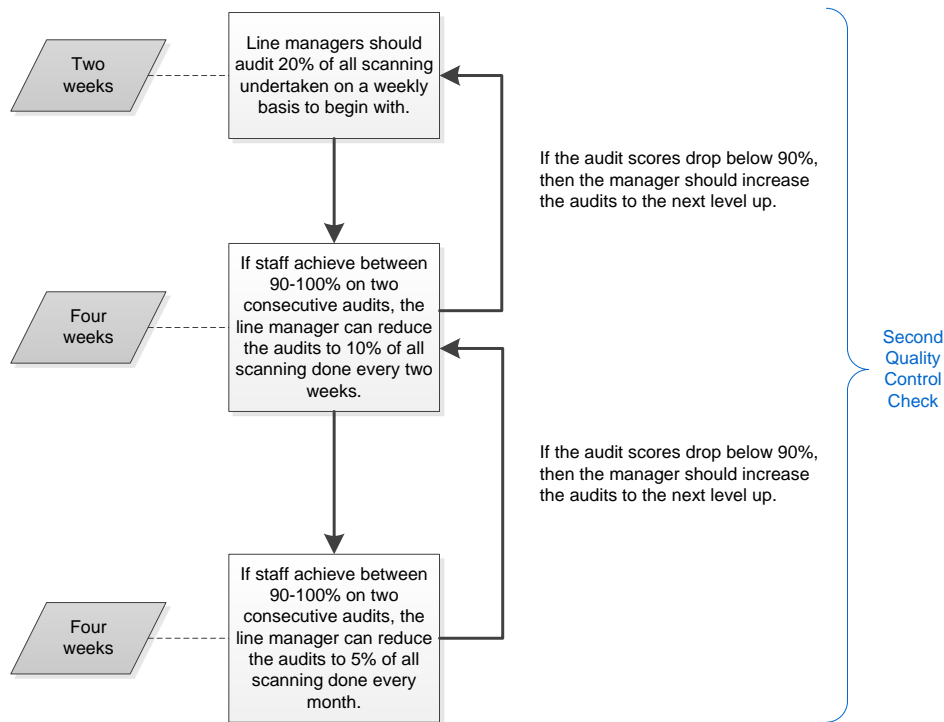 Two
weeks
Line managers should
audit 20% of all scanning
undertaken on a weekly
basis to begin with.
If the audit scores drop below 90%,
then the manager should increase
the audits to the next level up.
Four
weeks
If staff achieve between
90-100% on two
consecutive audits, the
line manager can reduce
the audits to 10% of all
scanning done every two
weeks.
Second
Quality
Control
Check
If the audit scores drop below 90%,
then the manager should increase
the audits to the next level up.
Four
weeks
If staff achieve between
90-100% on two
consecutive audits, the
line manager can reduce
the audits to 5% of all
scanning done every
month.